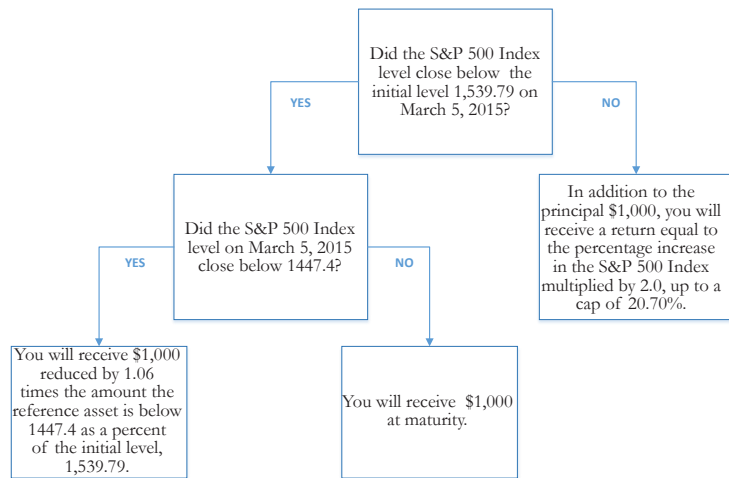 Did the S&P 500 Index
level close below the
initial level 1,539.79 on
March 5, 2015?
YES
NO
Did the S&P 500 Index
level on March 5, 2015
close below 1447.4?
In addition to the
principal $1,000, you will
receive a return equal to
the percentage increase
in the S&P 500 Index
multiplied by 2.0, up to a
cap of 20.70%.
YES
NO
You will receive $1,000
reduced by 1.06
times the amount the
reference asset is below
1447.4 as a percent
of the initial level,
1,539.79.
You will receive $1,000
at maturity.